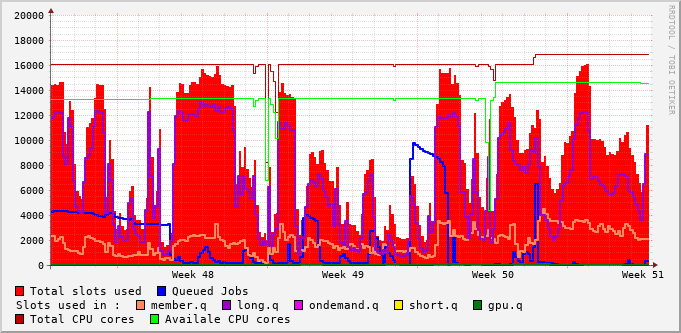 20000
18000
16000
14000
12000
10000
8000
6000
4000
2000
0
Week 48 Week 49 Week 50 Week 51
Total slots used Queued Jobs
Slots used in : member.q long.q ondemand.q short.q gpu.q
Total CPU cores Availale CPU cores
RRDTOOL / TOBI OETIKER